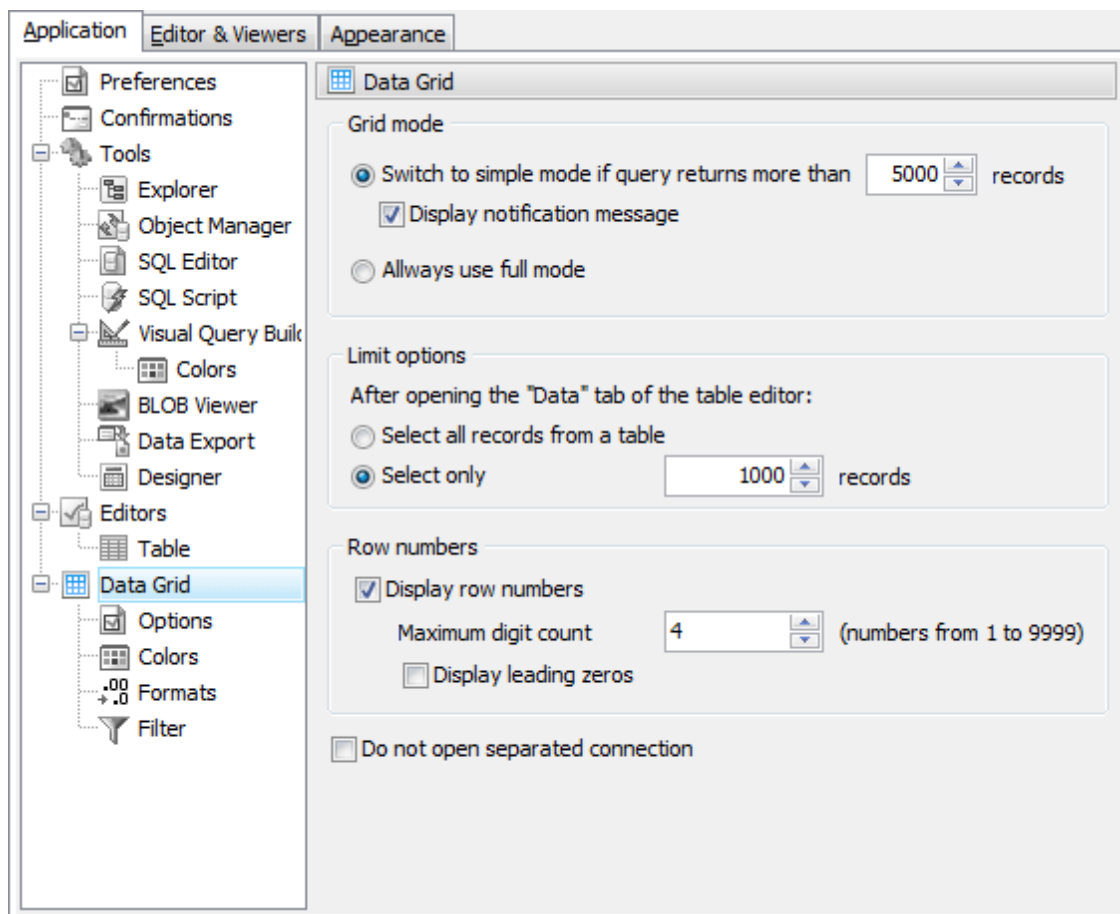 Application
Editor & Viewers
Appearance
Preferences
Confirmations
Tools
Explorer
Object Manager
SQL Editor
SQL Script
Visual Query Build
Colors
BLOB Viewer
Data Export
Designer
Editors
Table
Data Grid
Options
Colors
Formats
Filter
Data Grid
Grid mode
Switch to simple mode if query returns more than 5000 records
Display notification message
Allways use full mode
Limit options
After opening the "Data" tab of the table editor:
Select all records from a table
Select only 1000 records
Row numbers
Display row numbers
Maximum digit count 4 (numbers from 1 to 9999)
Display leading zeros
Do not open separated connection